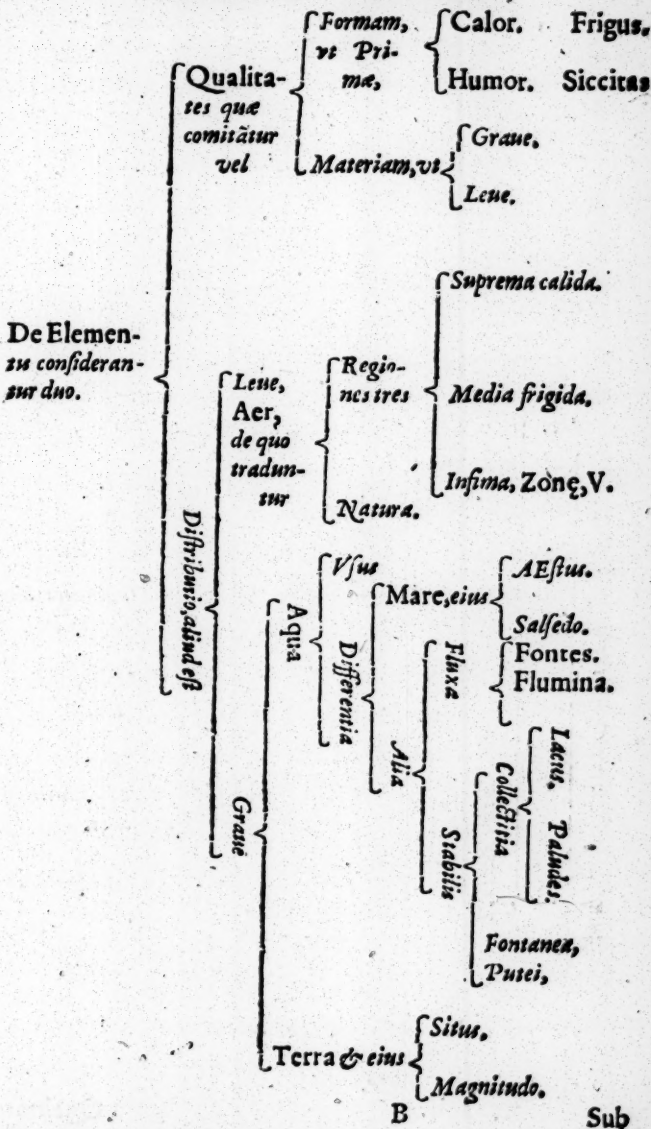 De Elemen-
tis consideran-
tur duo.
Qualita-
tes quæ
comitãtur
vel
Formam,
vt Pri-
mæ,
Calor. Frigus.
Humor. Siccitas
Materiam, vt
Graue.
Leue.
Distributio, aliud est
Leue,
Aer,
de quo
tradun-
tur
Regio-
nes tres
Suprema calida.
Media frigida.
Infima, Zonę, V.
Natura.
Graue
Aqua
Vsus
Differentia
Mare, eius
AEstus.
Salsedo.
Alia
Fluxa
Fontes.
Flumina.
Stabilis
Collectitia
Lacus.
Paludes.
Fontaneæ,
Putei,
Terra & eius
Situs.
Magnitudo.
B Sub